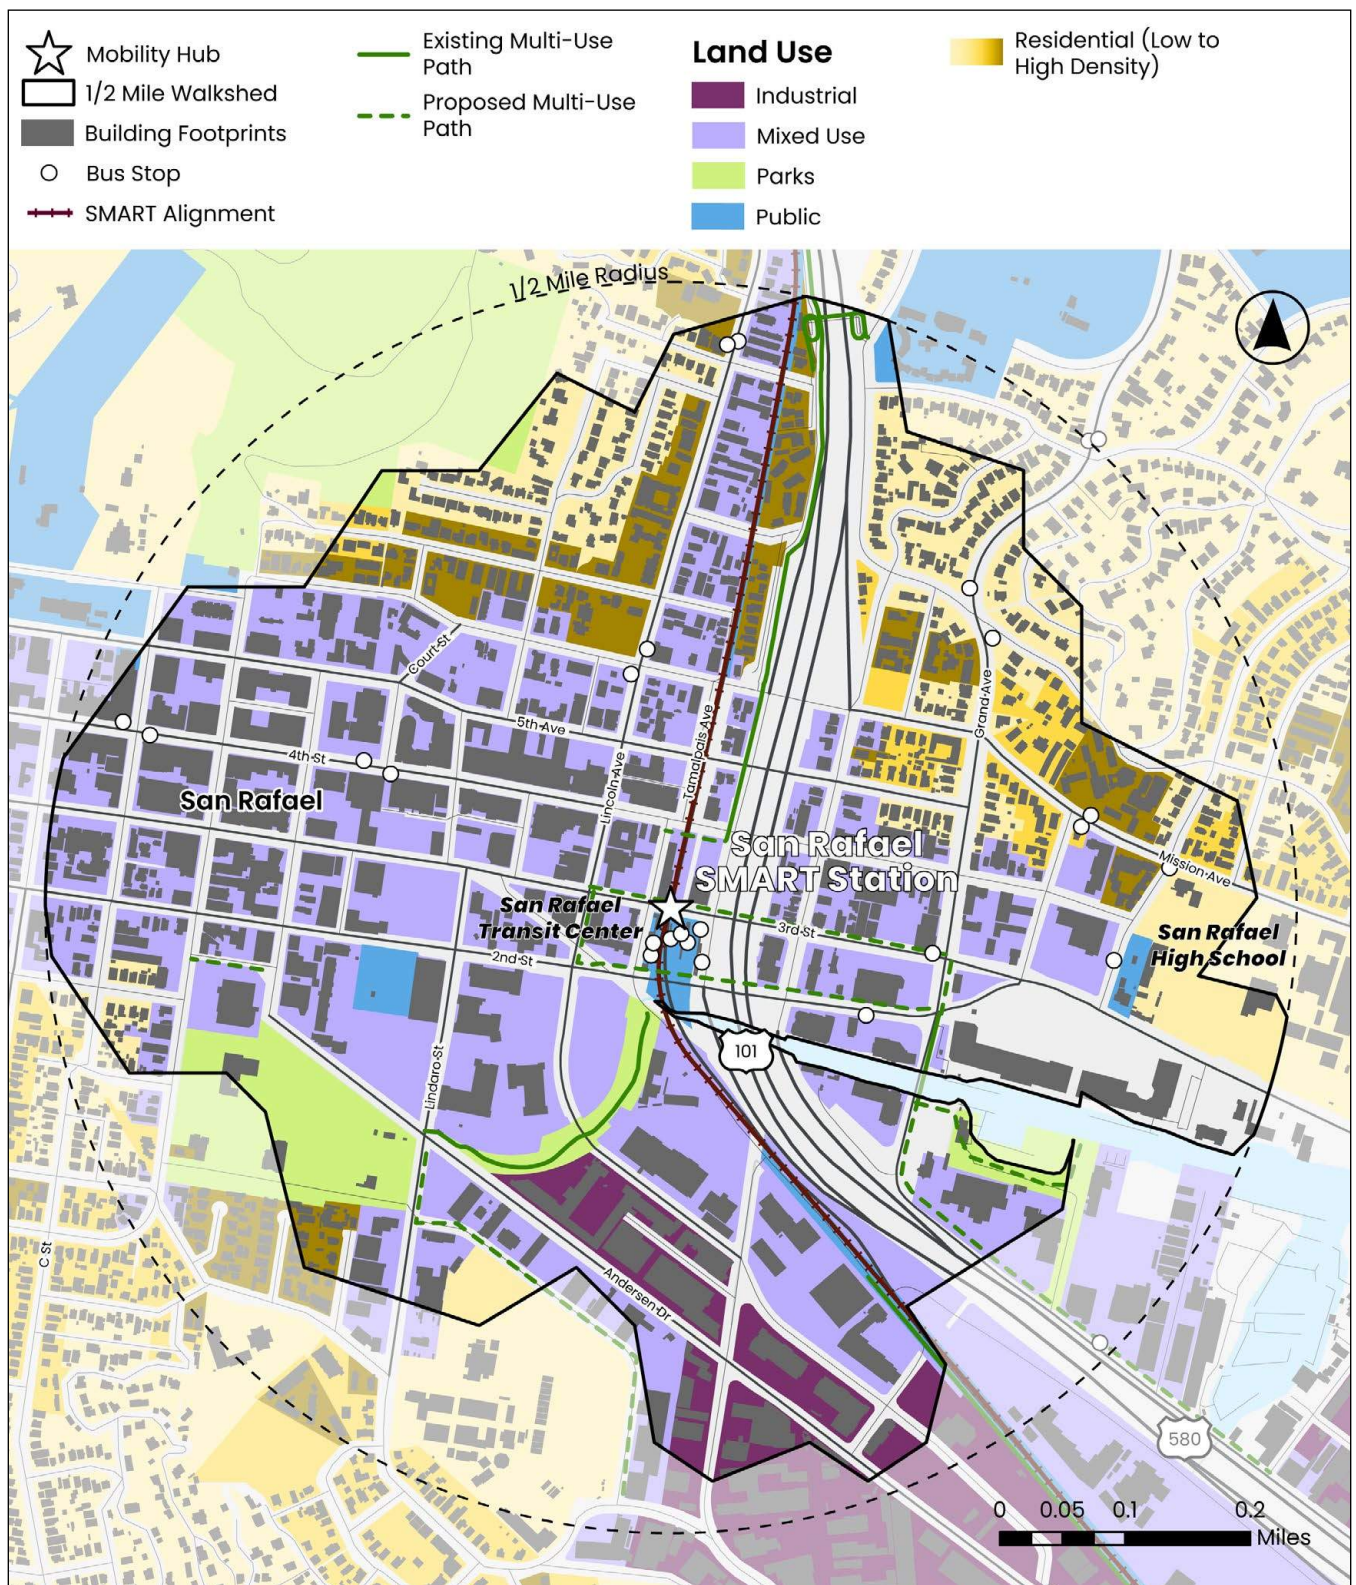 Mobility Hub
1/2 Mile Walkshed
Building Footprints
Bus Stop
SMART Alignment
Existing Multi-Use
Path
Proposed Multi-Use
Path
Land Use
Industrial
Mixed Use
Parks
Public
Residential (Low to
High Density)
1/2 Mile Radius
Court St
5th Ave
4th St
San Rafael
Lincoln Ave
Tamalpais Ave
Grand Ave
San Rafael
SMART Station
Mission Ave
San Rafael
Transit Center
3rd St
2nd St
San Rafael
High School
101
Lindaro St
C St
Andersen Dr
580
0 0.05 0.1 0.2
Miles